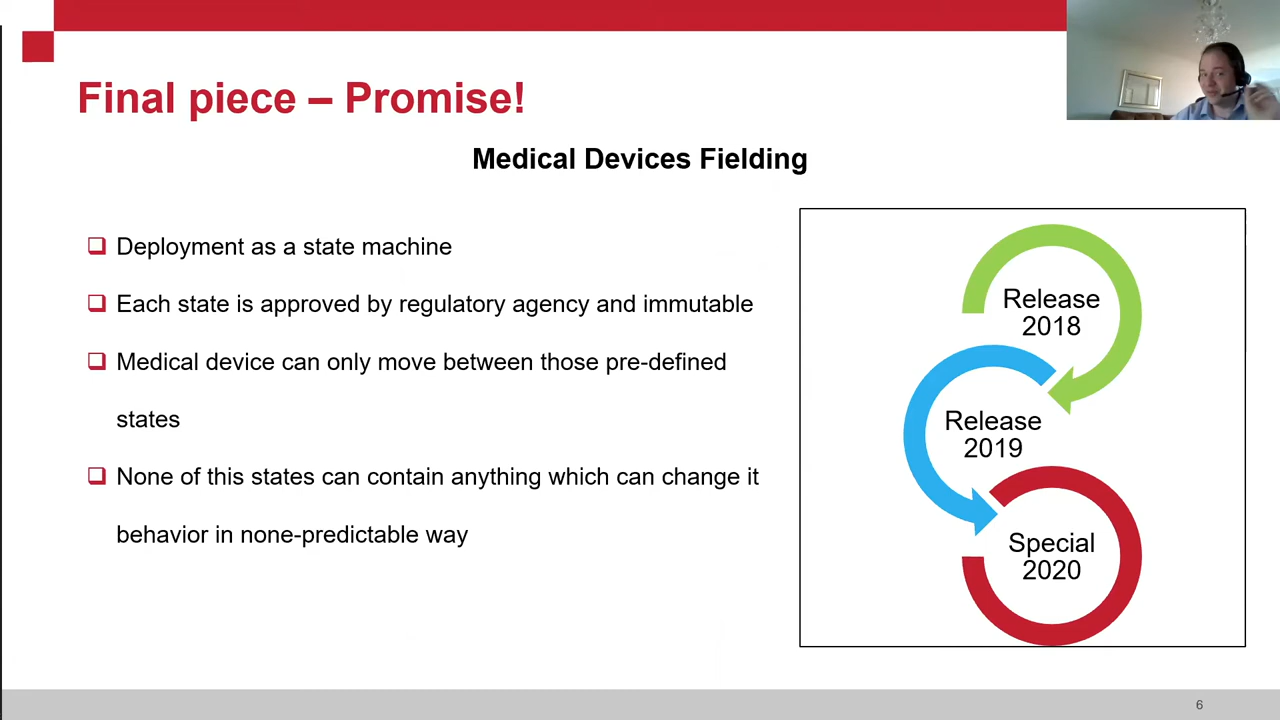 Final piece – Promise!
Medical Devices Fielding
Deployment as a state machine
Each state is approved by regulatory agency and immutable
Medical device can only move between those pre-defined
states
None of this states can contain anything which can change it
behavior in none-predictable way
Release
2018
Release
2019
Special
2020
6